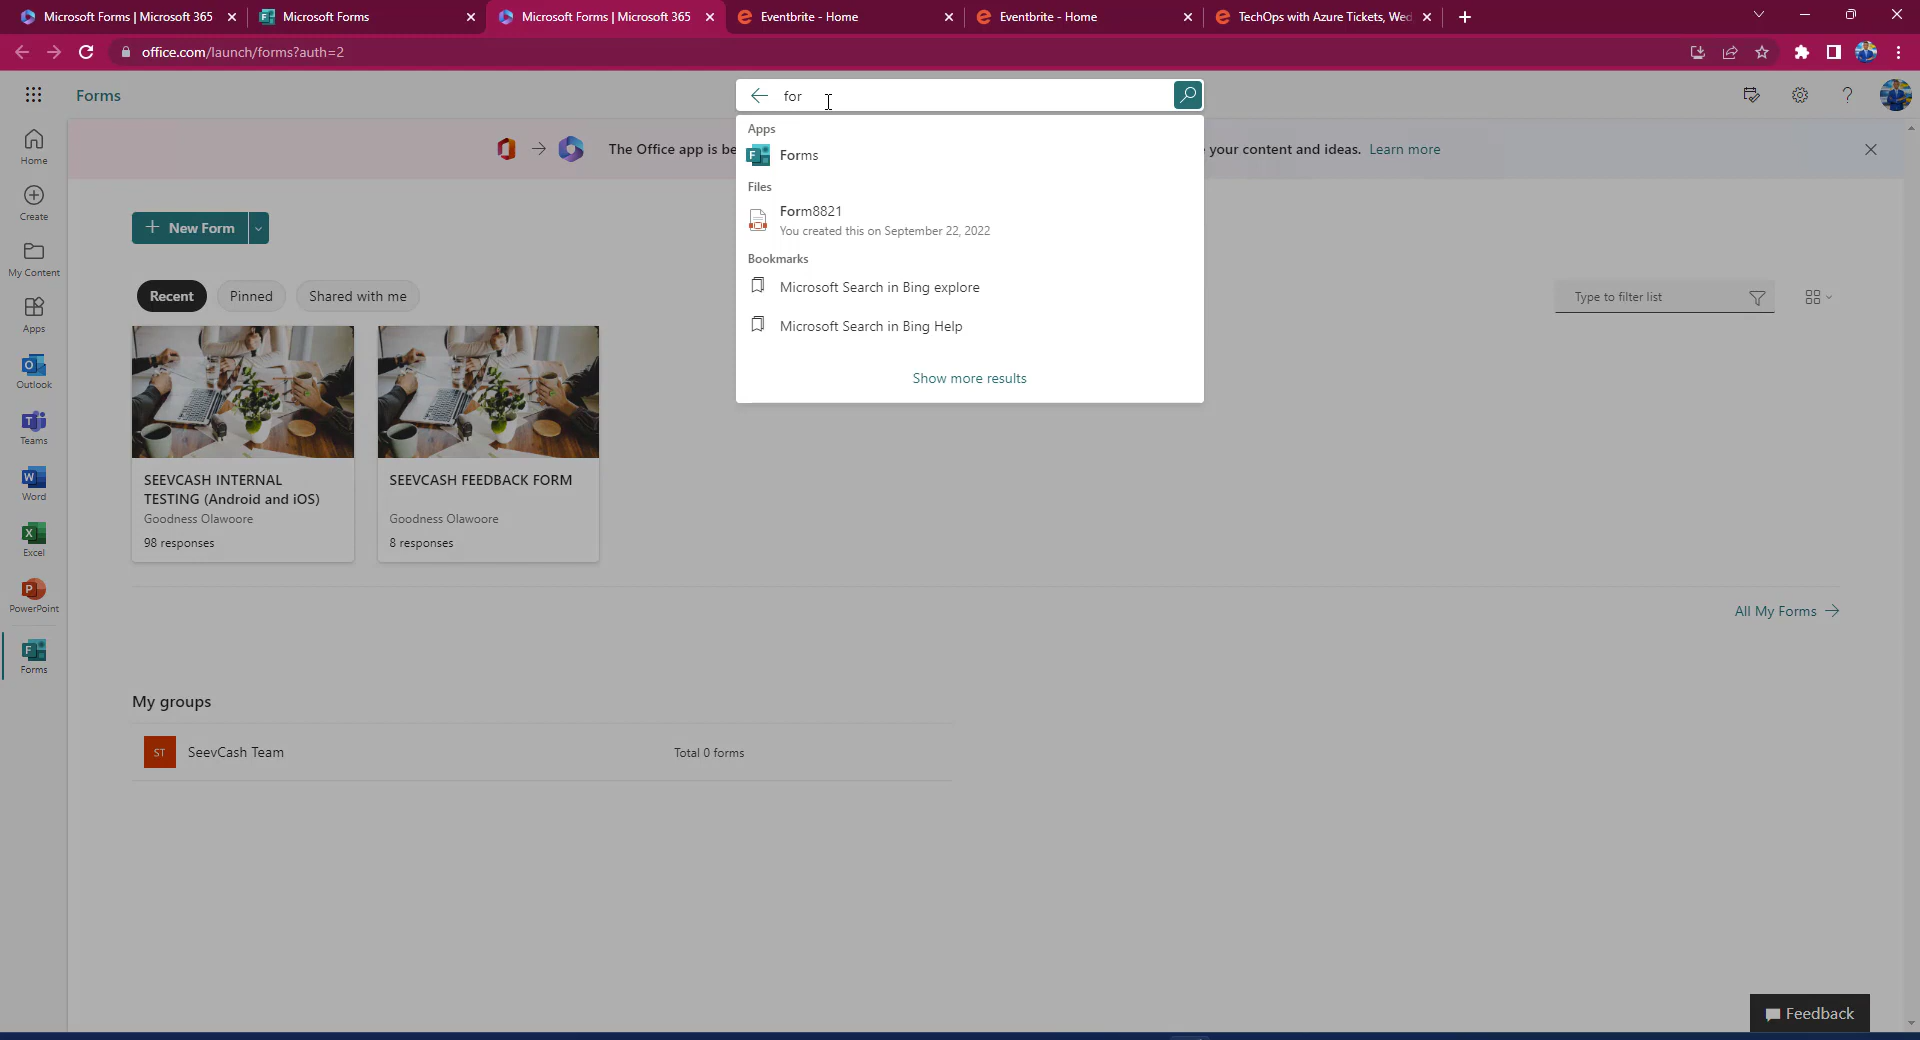 Microsoft Forms | Microsoft 365
Microsoft Forms
Microsoft Forms | Microsoft 365
Eventbrite - Home
Eventbrite - Home
TechOps with Azure Tickets, Wed
office.com/launch/forms?auth=2
Forms
for
Apps
Forms
Files
Form8821
You created this on September 22, 2022
Bookmarks
Microsoft Search in Bing explore
Microsoft Search in Bing Help
Show more results
The Office app is be
your content and ideas. Learn more
Home
Create
My Content
Apps
Outlook
Teams
Word
Excel
PowerPoint
Forms
New Form
Recent
Pinned
Shared with me
Type to filter list
SEEVCASH INTERNAL
TESTING (Android and iOS)
Goodness Olawoore
98 responses
SEEVCASH FEEDBACK FORM
Goodness Olawoore
8 responses
All My Forms
My groups
ST
SeevCash Team
Total 0 forms
Feedback